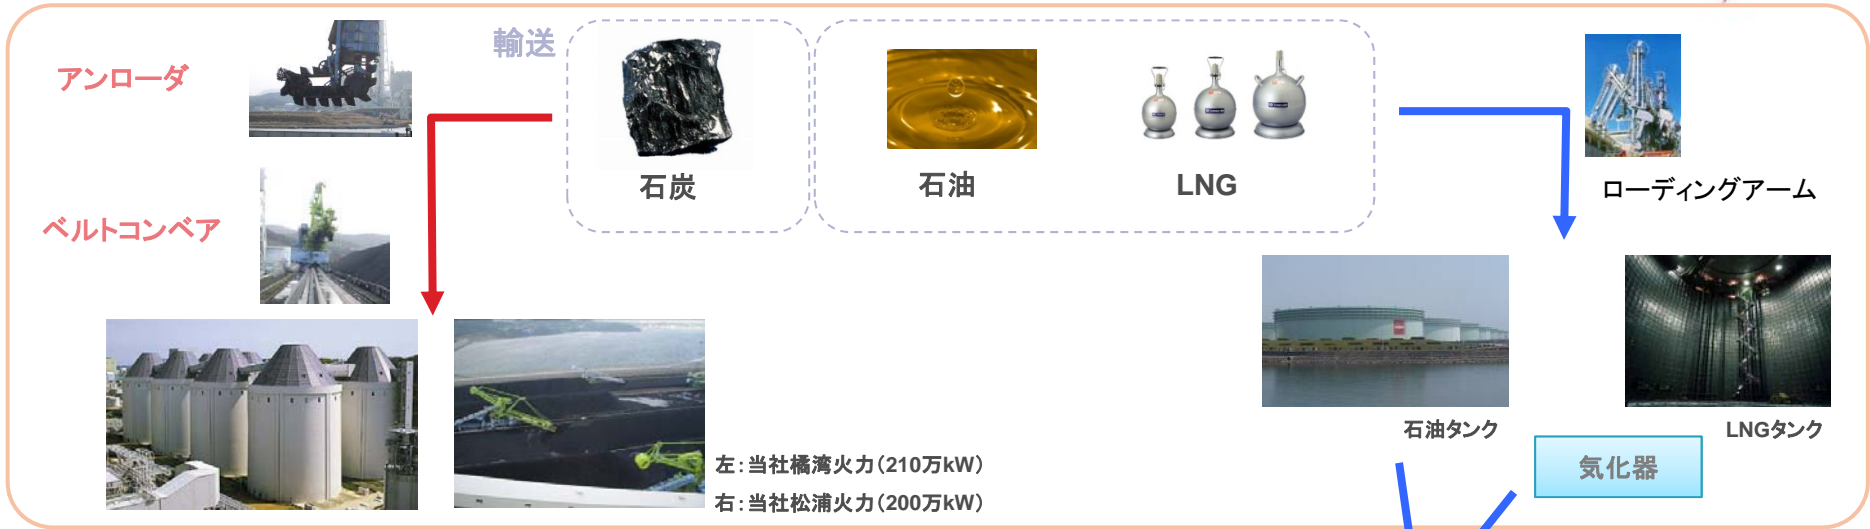 輸送
アンローダ
石炭
石油
LNG
ローディングアーム
ベルトコンベア
石油タンク
LNGタンク
気化器
左：当社橘湾火力（210万kW）
右：当社松浦火力（200万kW）